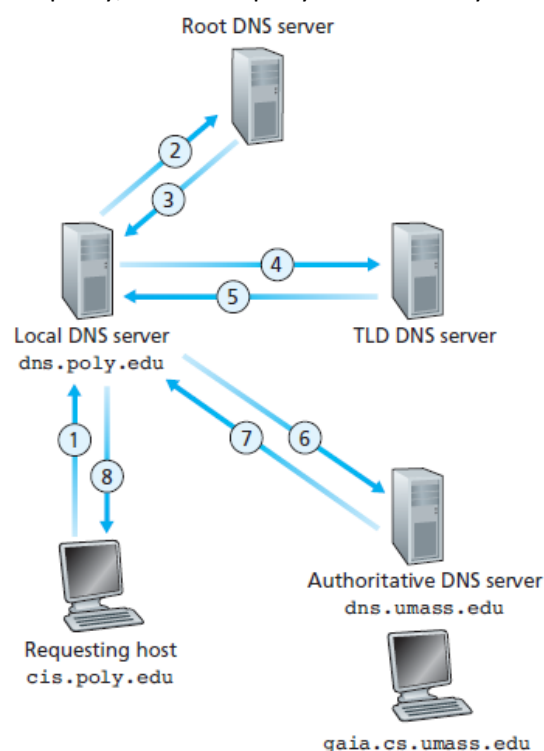 Root DNS server
2
3
4
5
Local DNS server
dns.poly.edu
TLD DNS server
1
8
7
6
Requesting host
cis.poly.edu
Authoritative DNS server
dns.umass.edu
gaia.cs.umass.edu